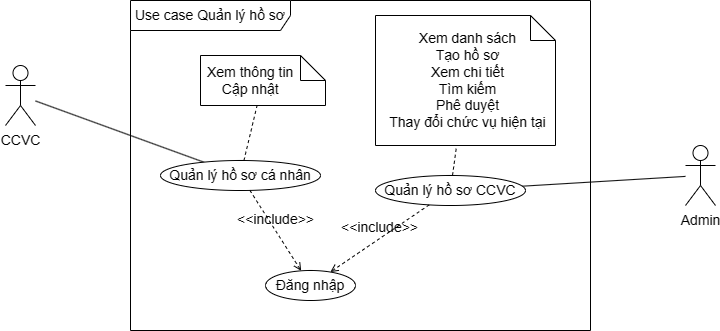 Use case Quản lý hồ sơ
Xem thông tin
Cập nhật
Xem danh sách
Tạo hồ sơ
Xem chi tiết
Tìm kiếm
Phê duyệt
Thay đổi chức vụ hiện tại
CCVC
Quản lý hồ sơ cá nhân
Quản lý hồ sơ CCVC
Admin
<<include>>
<<include>>
Đăng nhập